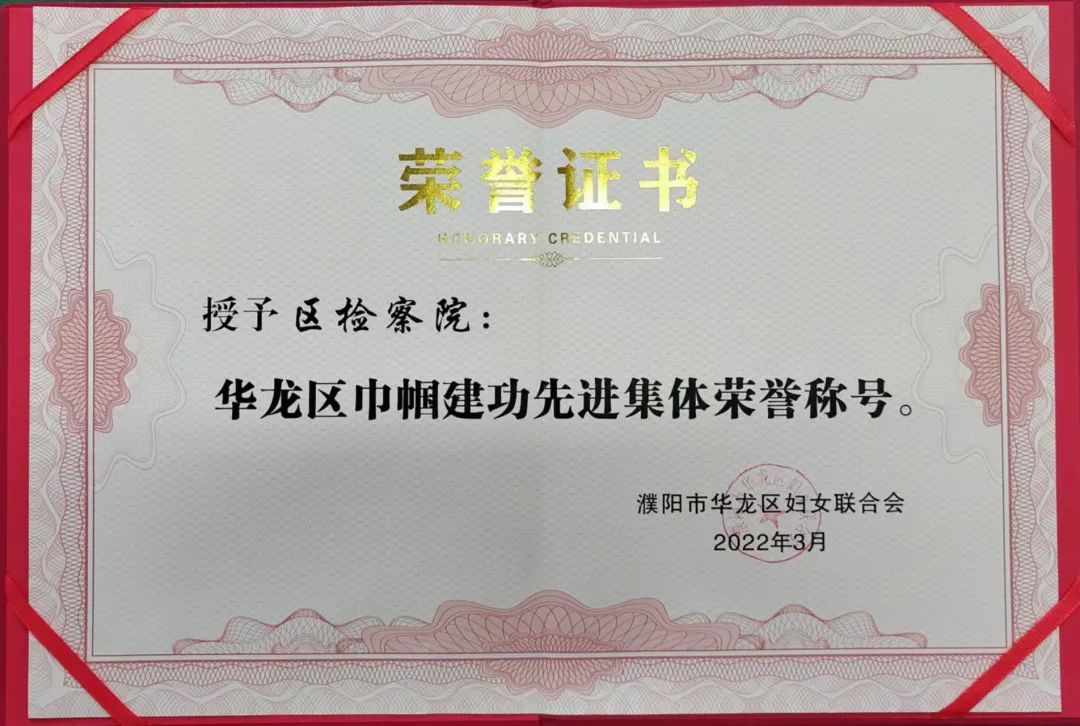 荣誉证书
HONORARY CREDENTIAL
授予区检察院：
华龙区巾帼建功先进集体荣誉称号。
濮阳市华龙区妇女联合会
2022年3月